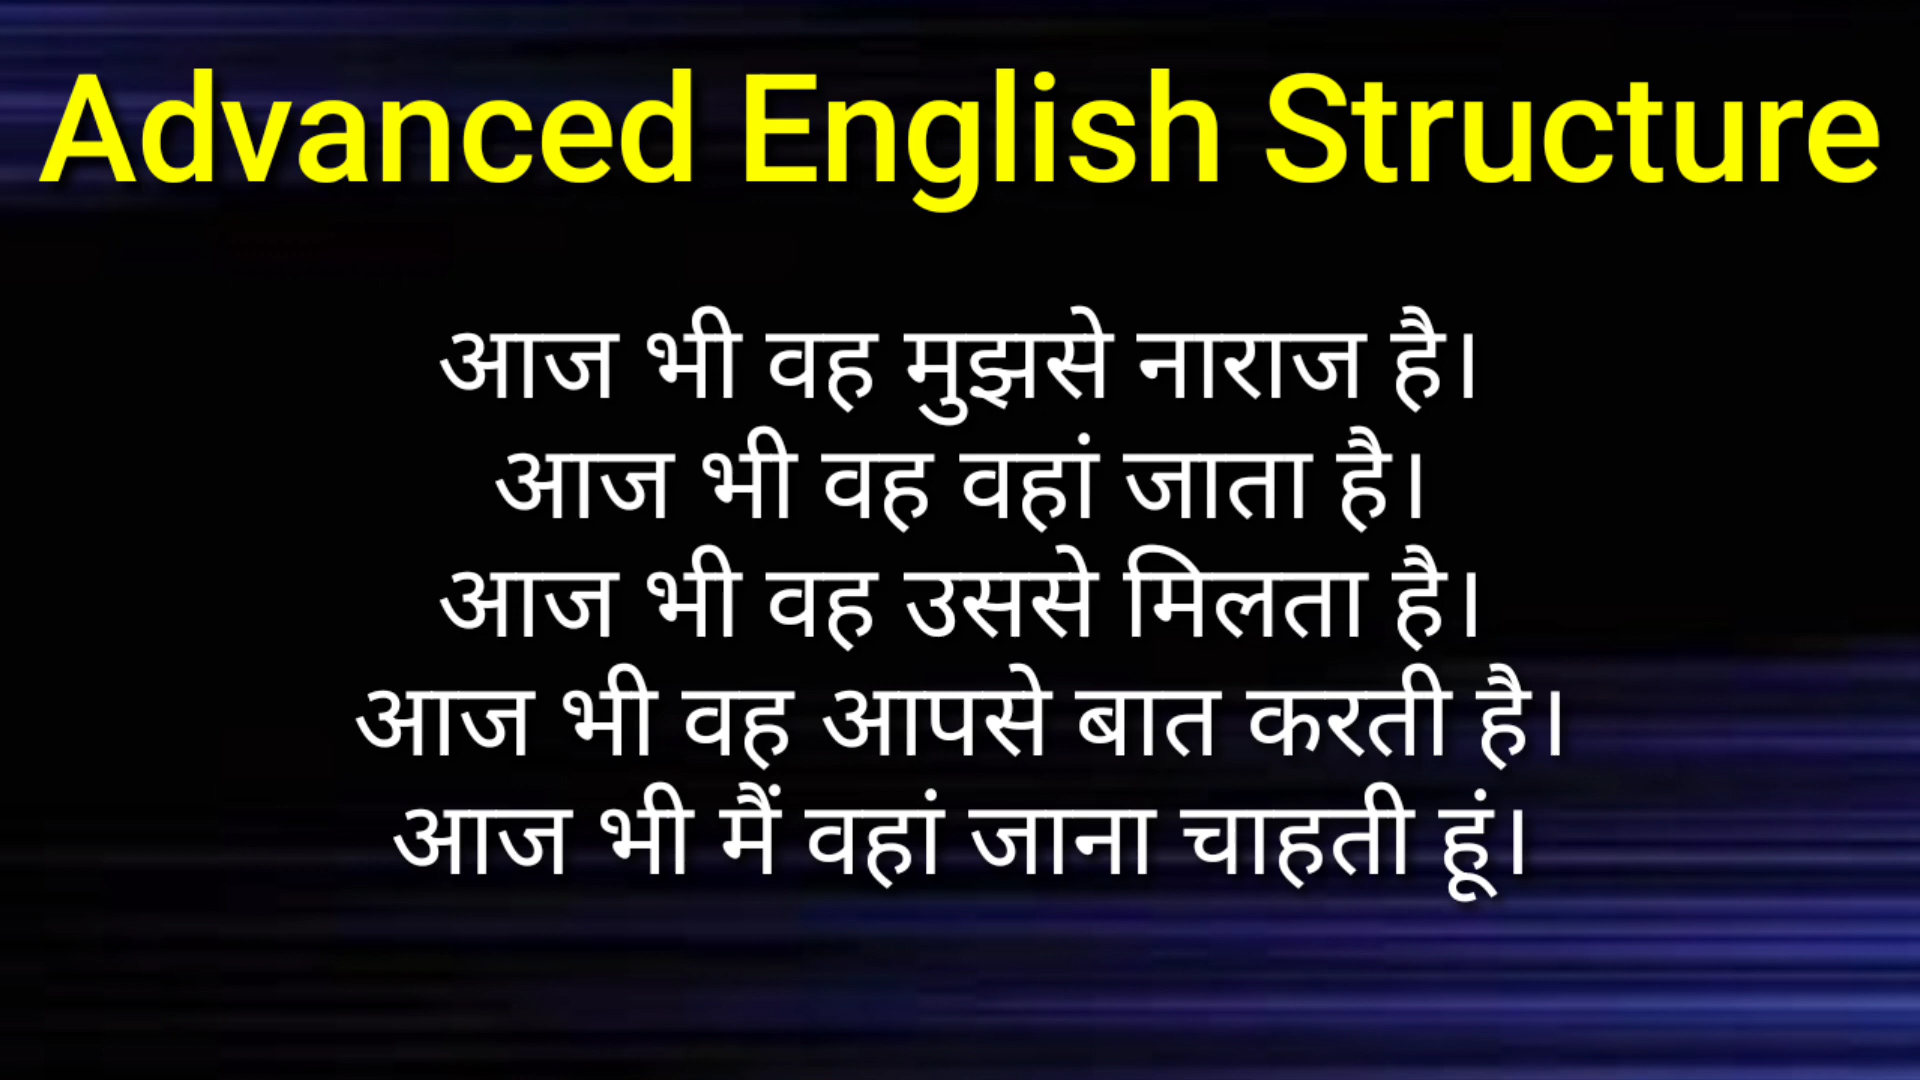 Advanced English Structure
आज भी वह मुझसे नाराज है।
आज भी वह वहां जाता है।
आज भी वह उससे मिलता है।
आज भी वह आपसे बात करती है।
आज भी मैं वहां जाना चाहती हूं।